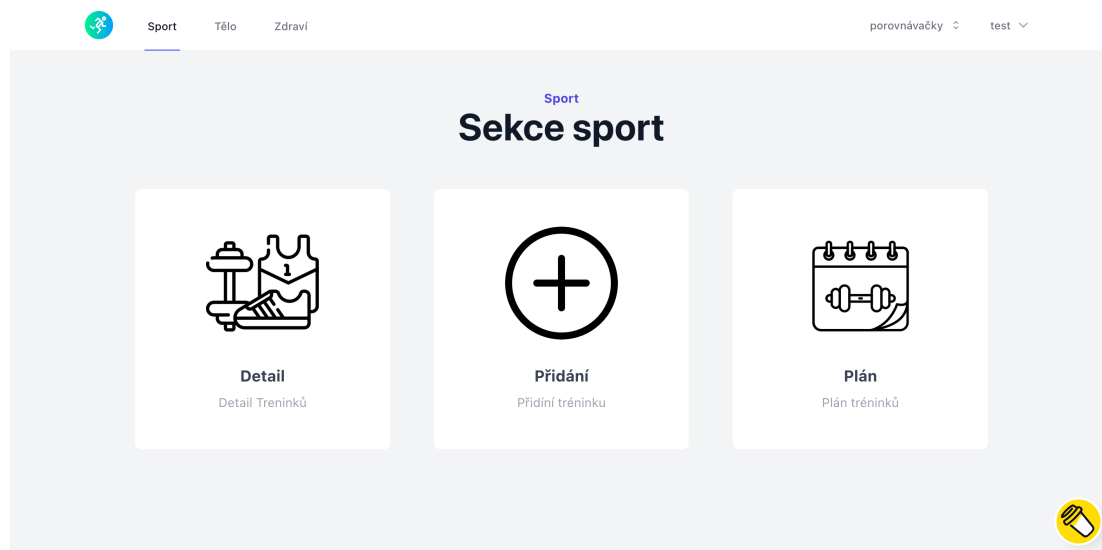 Sport
Tělo
Zdraví
porovnávačky
test
Sport
Sekce sport
1
Detail
Detail Treninků
Přidání
Přidíní tréninku
Plán
Plán tréninků